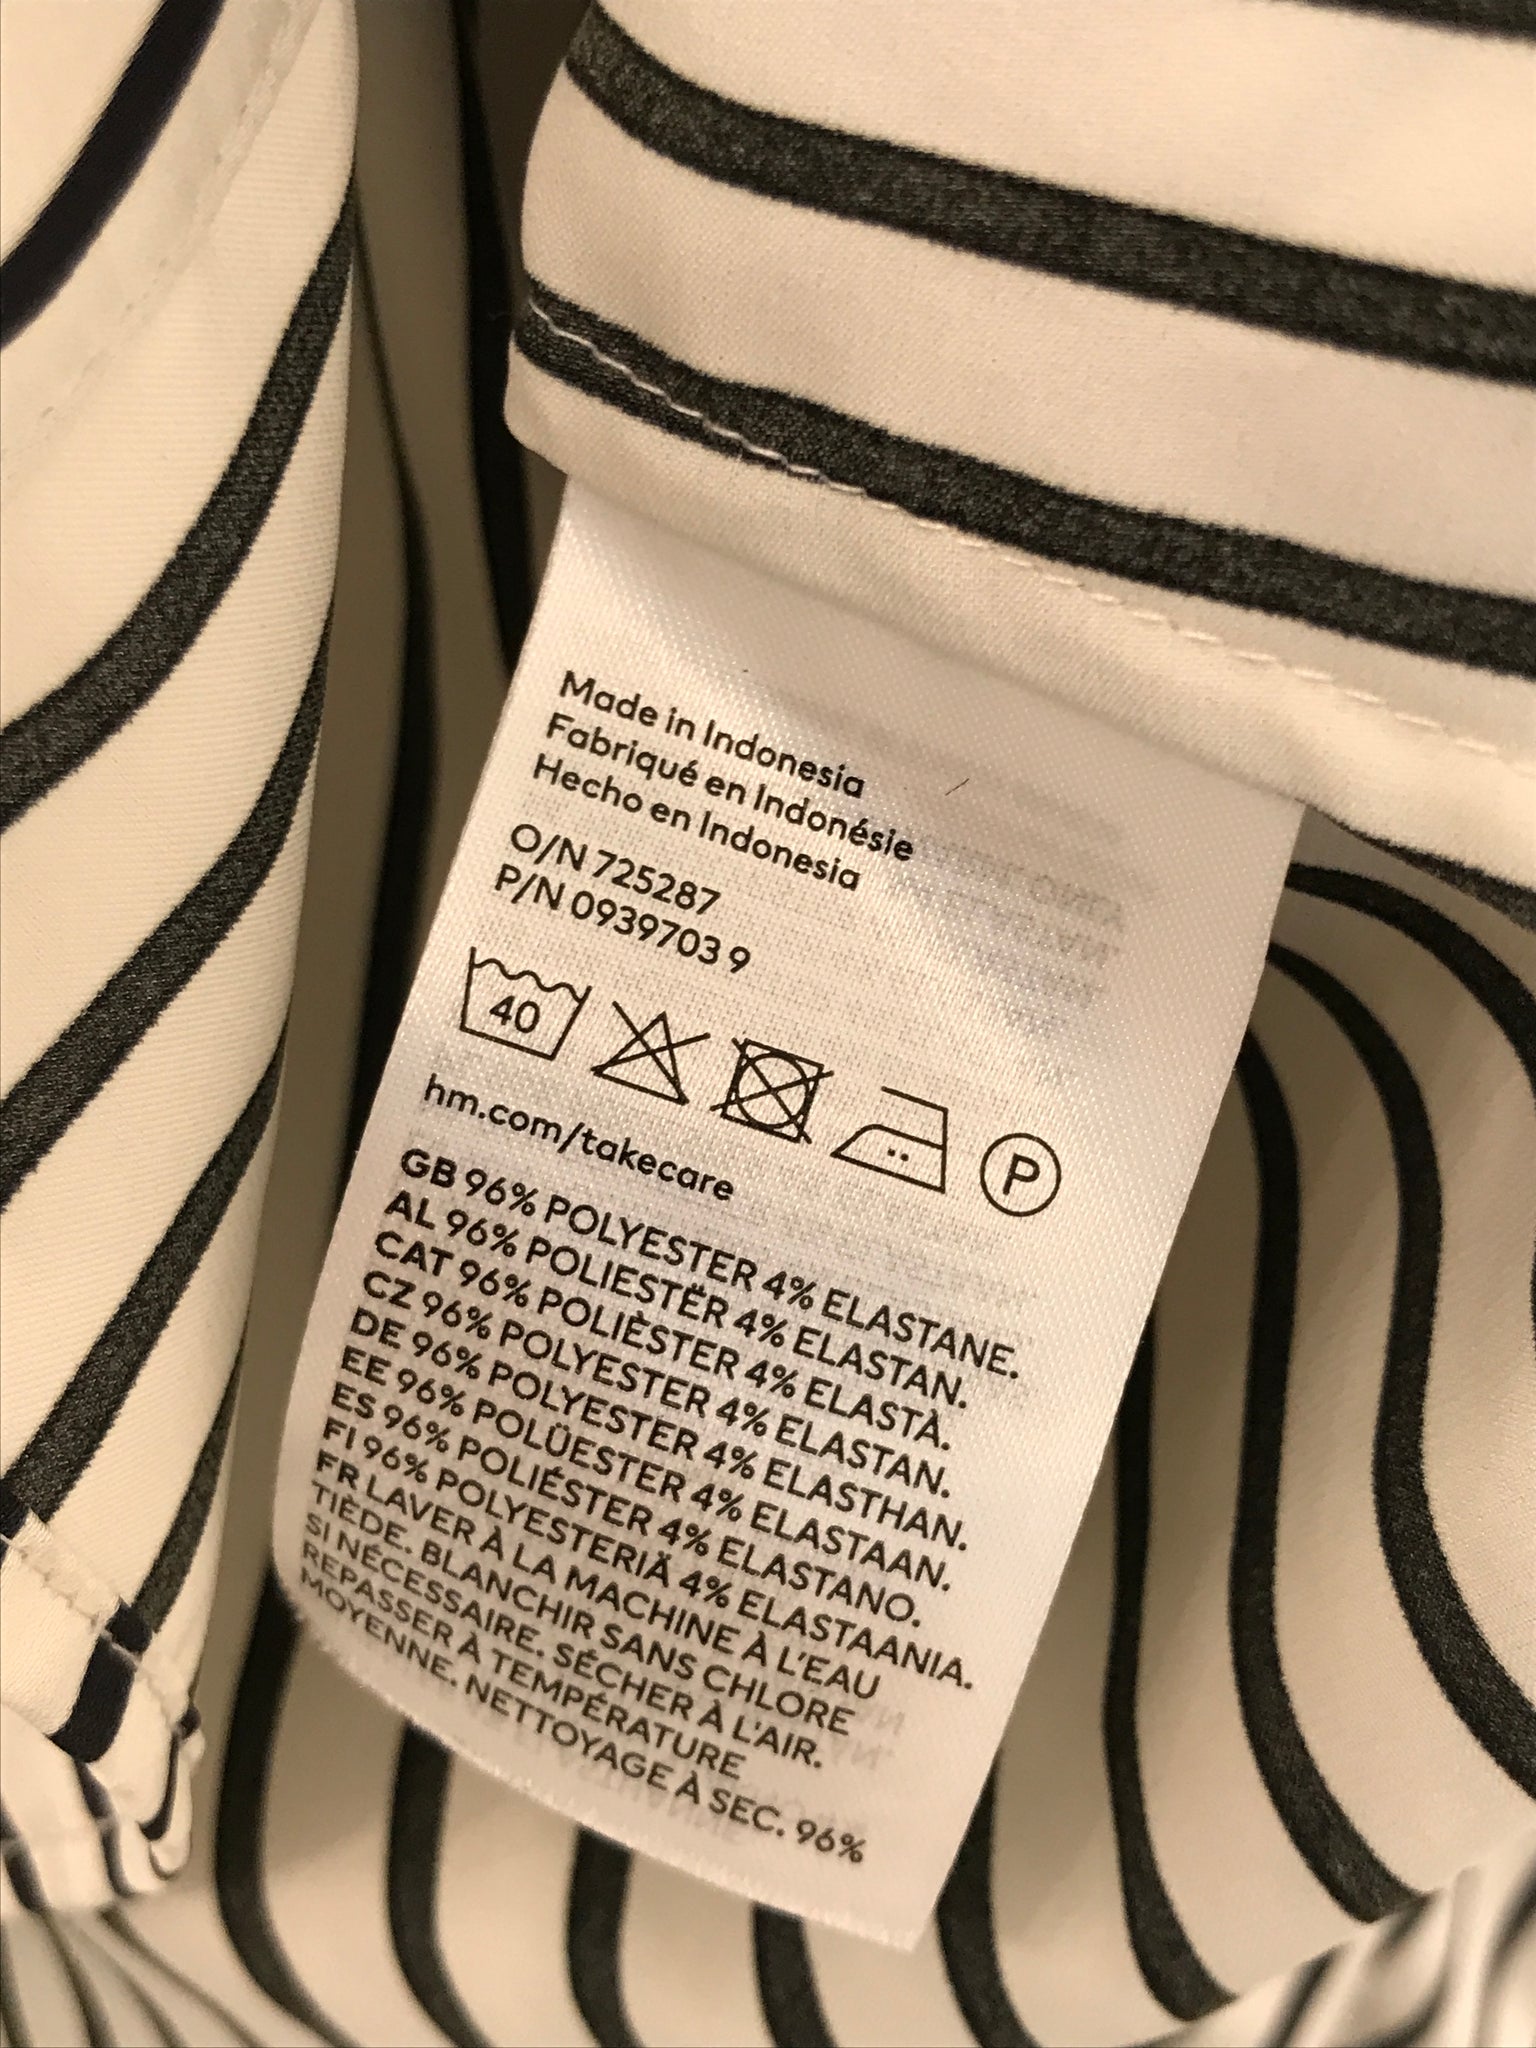 Made in Indonesia
Fabriqué en Indonésie
Hecho en Indonesia
O/N 725287
P/N 0939703 9
40
P
hm.com/takecare
GB 96% POLYESTER 4% ELASTANE.
AL 96% POLIESTËR 4% ELASTAN.
CAT 96% POLIÈSTER 4% ELASTÀ.
CZ 96% POLYESTER 4% ELASTAN.
DE 96% POLYESTER 4% ELASTHAN.
EE 96% POLÜESTER 4% ELASTAAN.
ES 96% POLIÉSTER 4% ELASTANO.
FI 96% POLYESTERIÄ 4% ELASTAANIA.
FR LAVER À LA MACHINE À L'EAU
TIÈDE. BLANCHIR SANS CHLORE
SI NÉCESSAIRE. SÉCHER À L'AIR.
REPASSER À TEMPÉRATURE
MOYENNE. NETTOYAGE À SEC. 96%